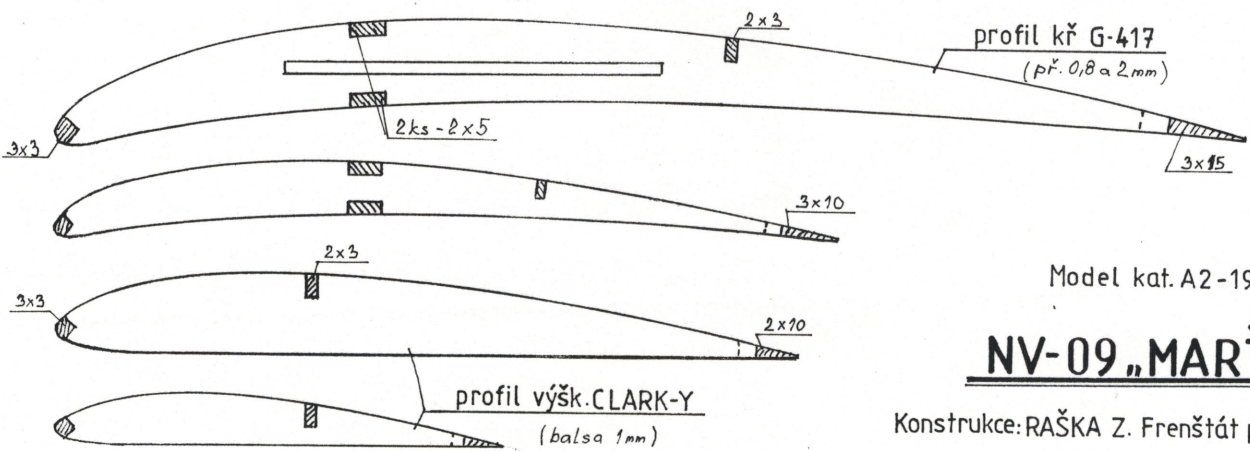 2x3
profil kř G-417
(př. 0,8 a 2mm)
3x3
2ks - 2x5
3x15
3x10
2x3
3x3
2x10
Model kat. A2-19
NV-09 „MAR
profil výšk. CLARK-Y
(balsa 1mm)
Konstrukce: RAŠKA Z. Frenštát p